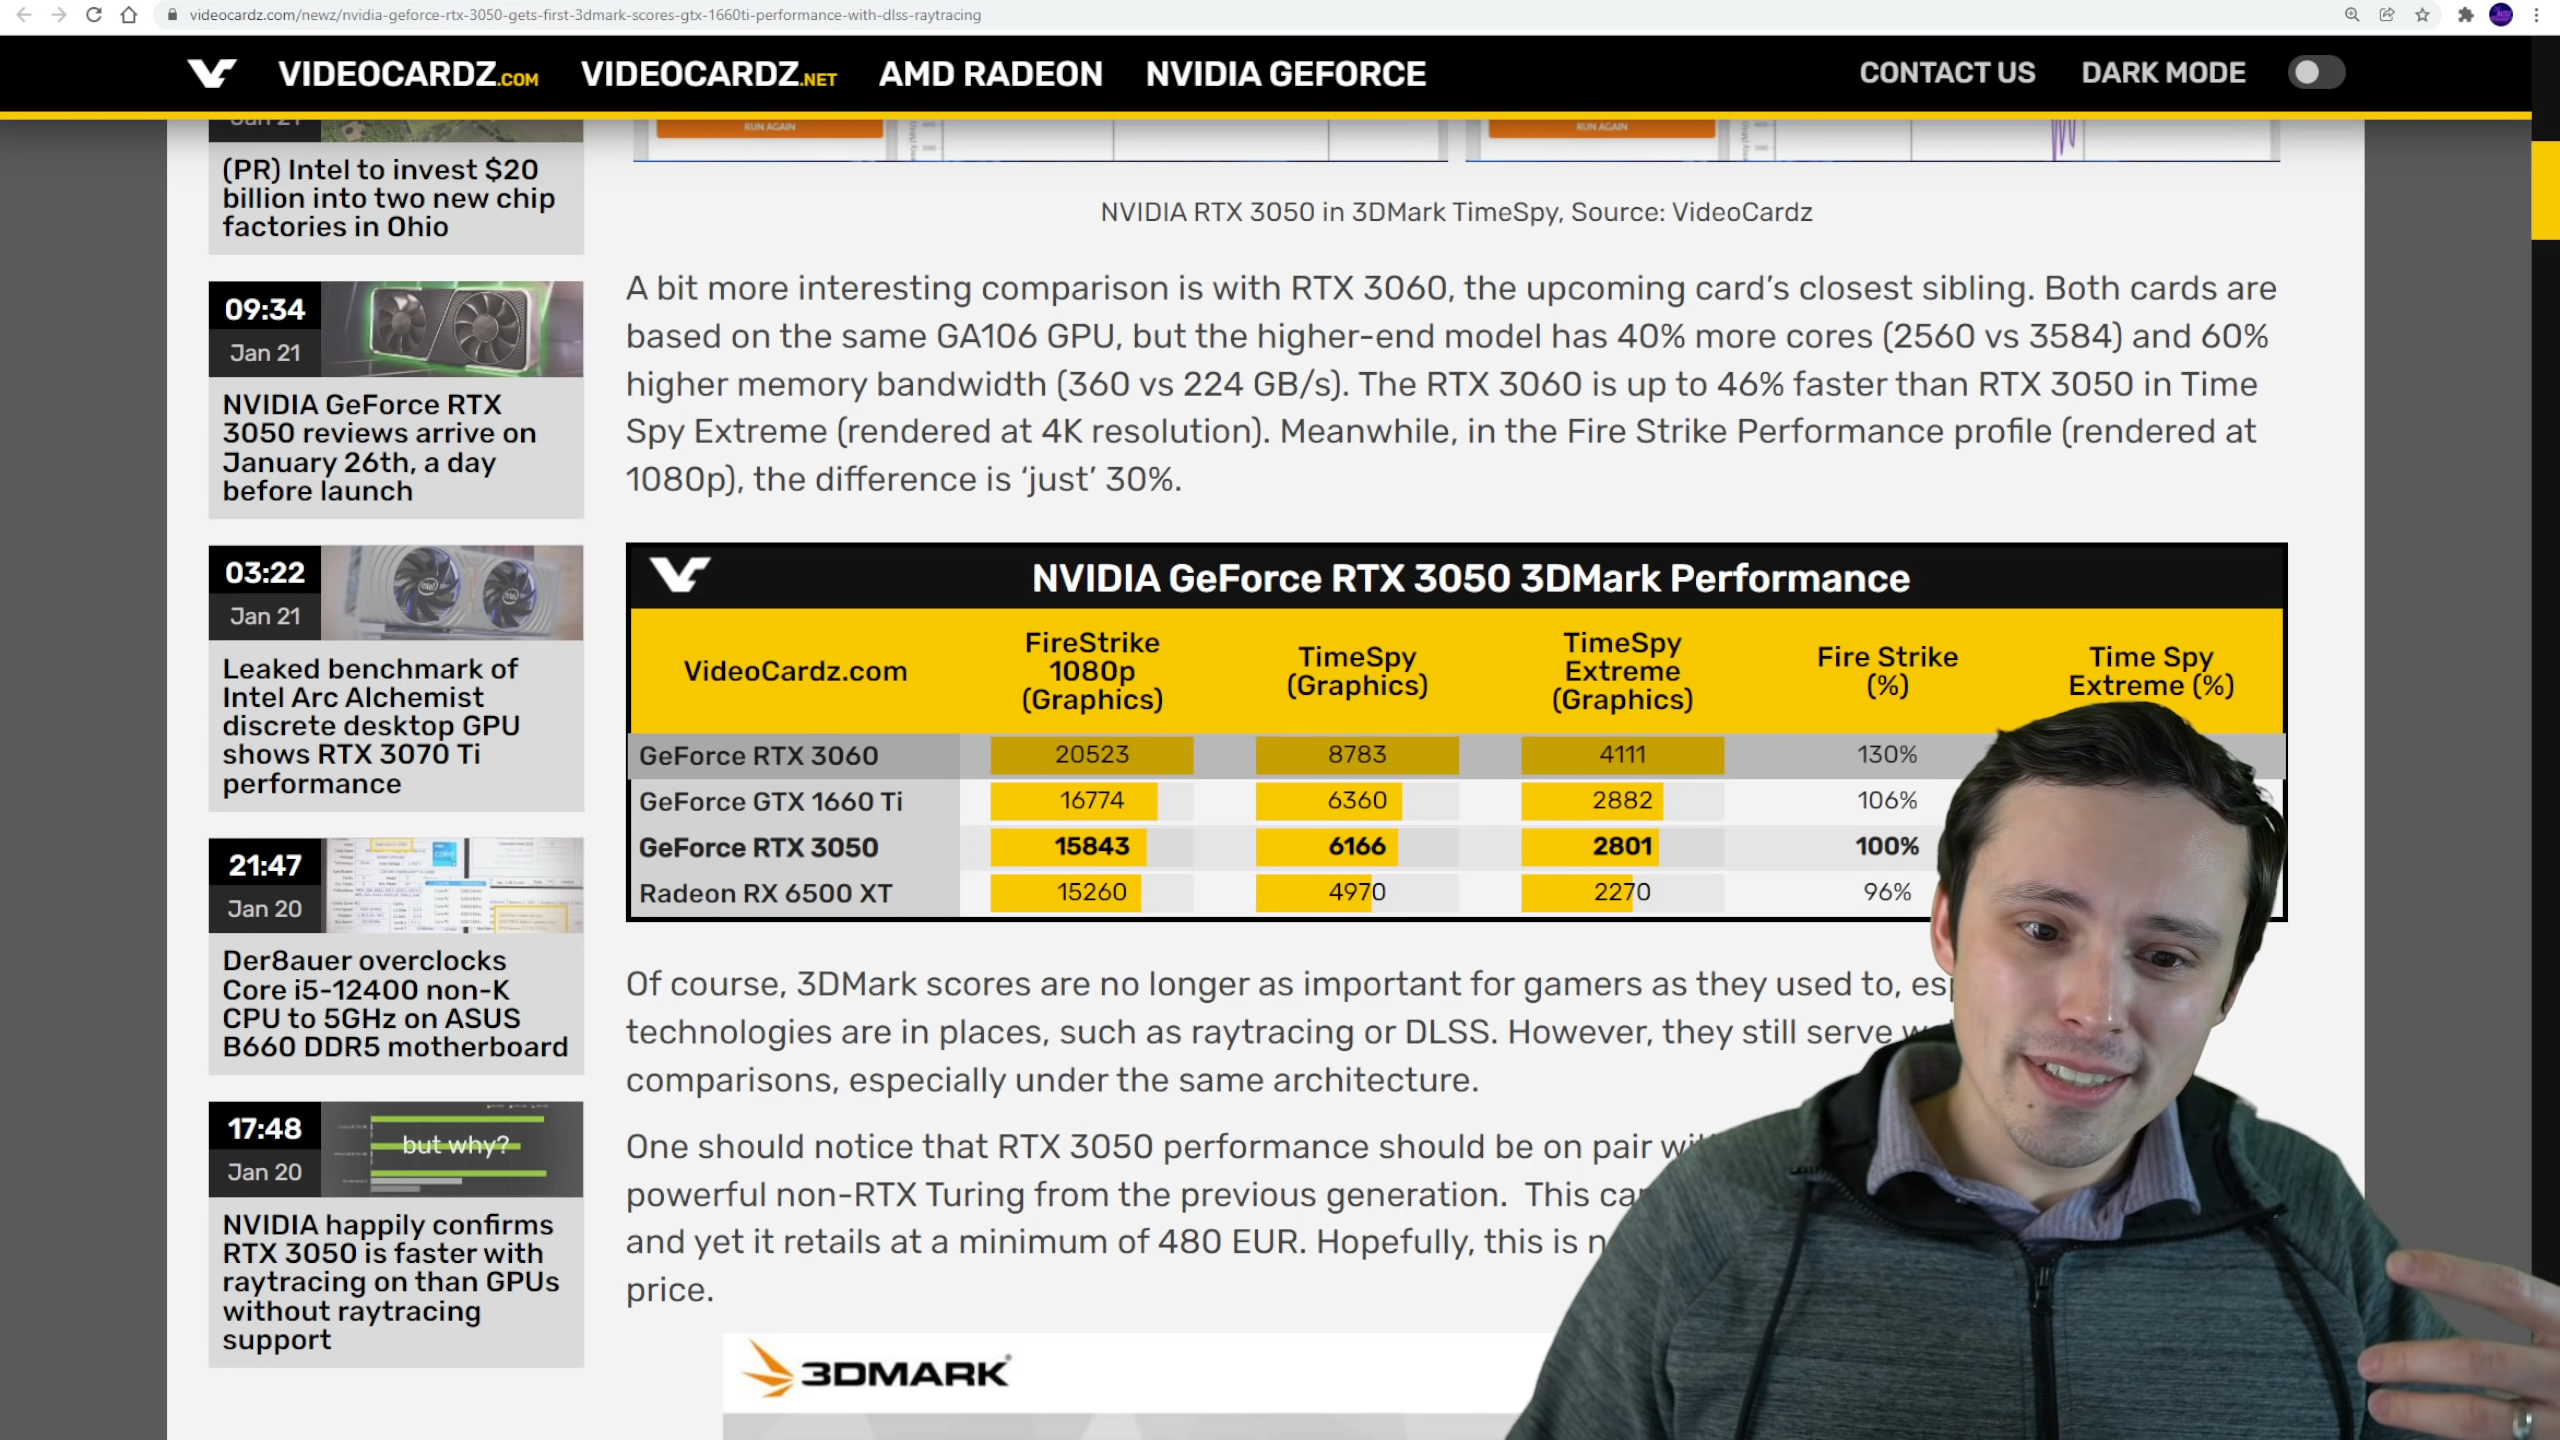 videocardz.com/newz/nvidia-geforce-rtx-3050-gets-first-3dmark-scores-gtx-1660ti-performance-with-dlss-raytracing
VIDEOCARDZ.COM VIDEOCARDZ.NET AMD RADEON NVIDIA GEFORCE CONTACT US DARK MODE
Jan 21
(PR) Intel to invest $20
billion into two new chip
factories in Ohio
09:34
Jan 21
NVIDIA GeForce RTX
3050 reviews arrive on
January 26th, a day
before launch
03:22
Jan 21
Leaked benchmark of
Intel Arc Alchemist
discrete desktop GPU
shows RTX 3070 Ti
performance
21:47
Jan 20
Der8auer overclocks
Core i5-12400 non-K
CPU to 5GHz on ASUS
B660 DDR5 motherboard
17:48
Jan 20
but why?
NVIDIA happily confirms
RTX 3050 is faster with
raytracing on than GPUs
without raytracing
support
RUN AGAIN RUN AGAIN
NVIDIA RTX 3050 in 3DMark TimeSpy, Source: VideoCardz
A bit more interesting comparison is with RTX 3060, the upcoming card's closest sibling. Both cards are
based on the same GA106 GPU, but the higher-end model has 40% more cores (2560 vs 3584) and 60%
higher memory bandwidth (360 vs 224 GB/s). The RTX 3060 is up to 46% faster than RTX 3050 in Time
Spy Extreme (rendered at 4K resolution). Meanwhile, in the Fire Strike Performance profile (rendered at
1080p), the difference is ‘just’ 30%.
NVIDIA GeForce RTX 3050 3DMark Performance
VideoCardz.com FireStrike 1080p (Graphics) TimeSpy (Graphics) TimeSpy Extreme (Graphics) Fire Strike (%) Time Spy Extreme (%)
GeForce RTX 3060 20523 8783 4111 130%
GeForce GTX 1660 Ti 16774 6360 2882 106%
GeForce RTX 3050 15843 6166 2801 100%
Radeon RX 6500 XT 15260 4970 2270 96%
Of course, 3DMark scores are no longer as important for gamers as they used to,
technologies are in places, such as raytracing or DLSS. However, they still serve
comparisons, especially under the same architecture.
One should notice that RTX 3050 performance should be on pair
powerful non-RTX Turing from the previous generation. This
and yet it retails at a minimum of 480 EUR. Hopefully, this is
price.
3DMARK